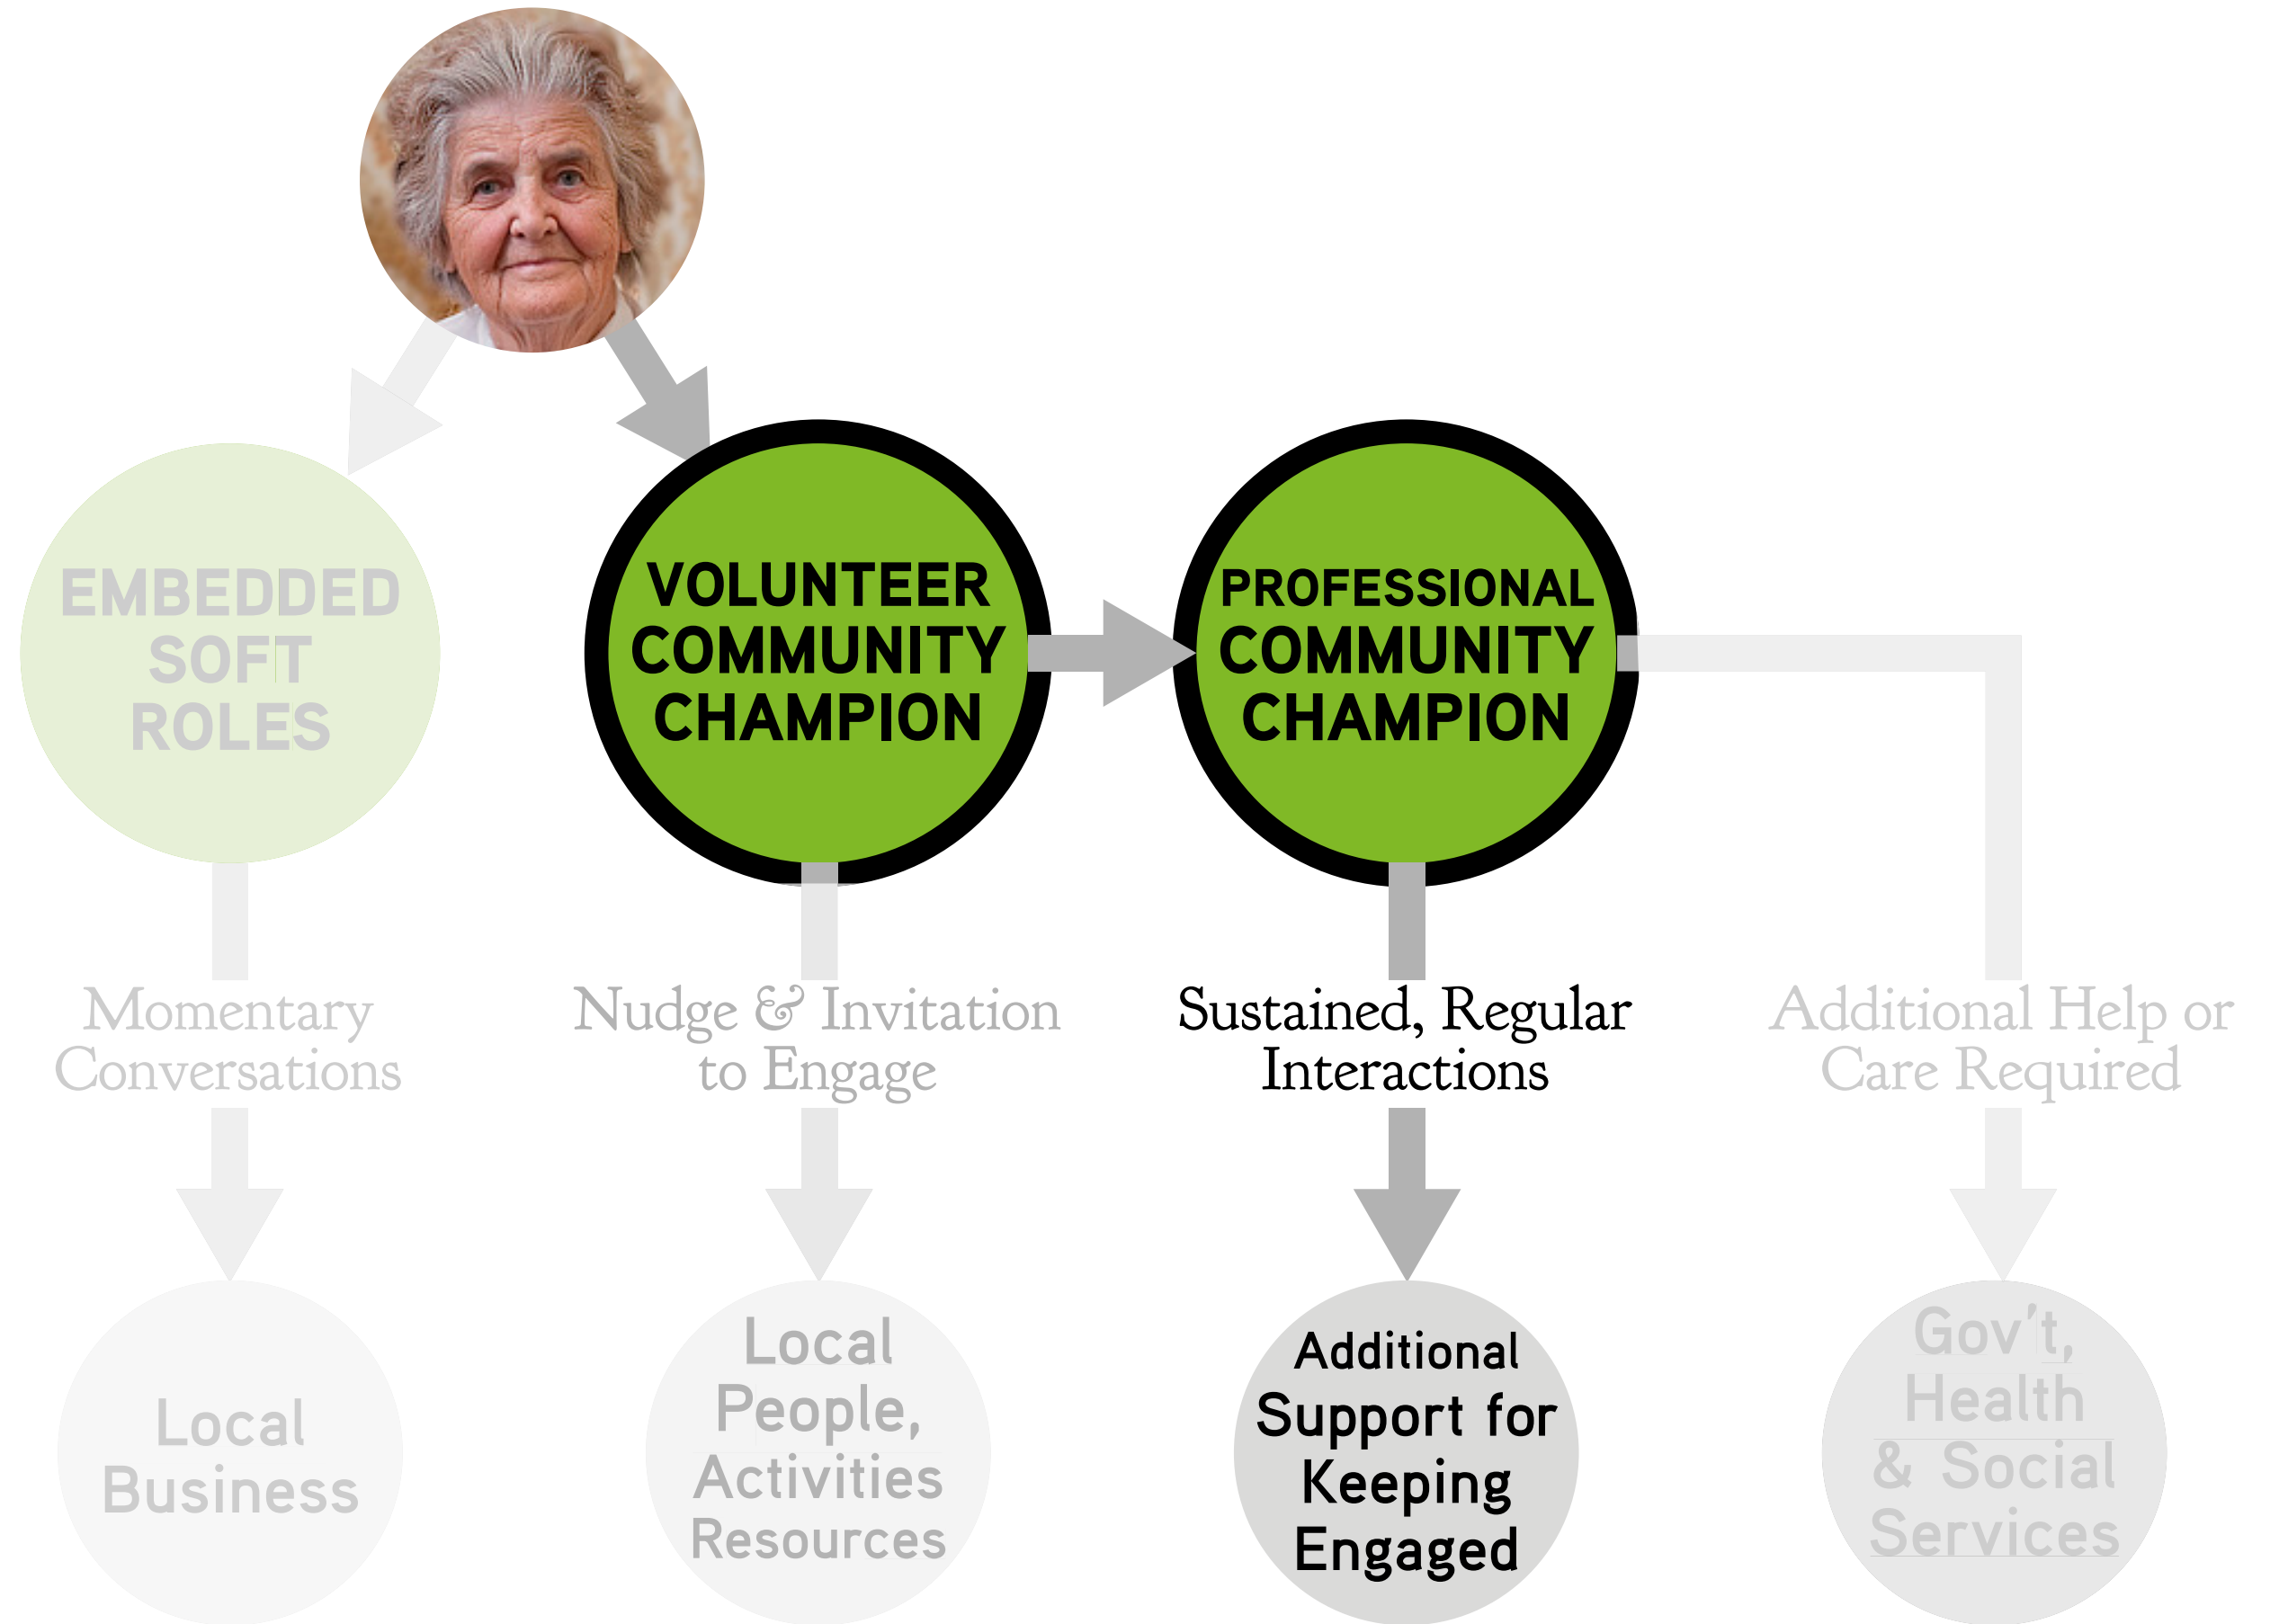 EMBEDDED
SOFT
ROLES
VOLUNTEER
COMMUNITY
CHAMPION
PROFESSIONAL
COMMUNITY
CHAMPION
Momentary
Conversations
Nudge & Invitation
to Engage
Sustained, Regular
Interactions
Additional Help or
Care Required
Local
Business
Local
People,
Activities
Resources
Additional
Support for
Keeping
Engaged
Gov't,
Health
& Social
Services